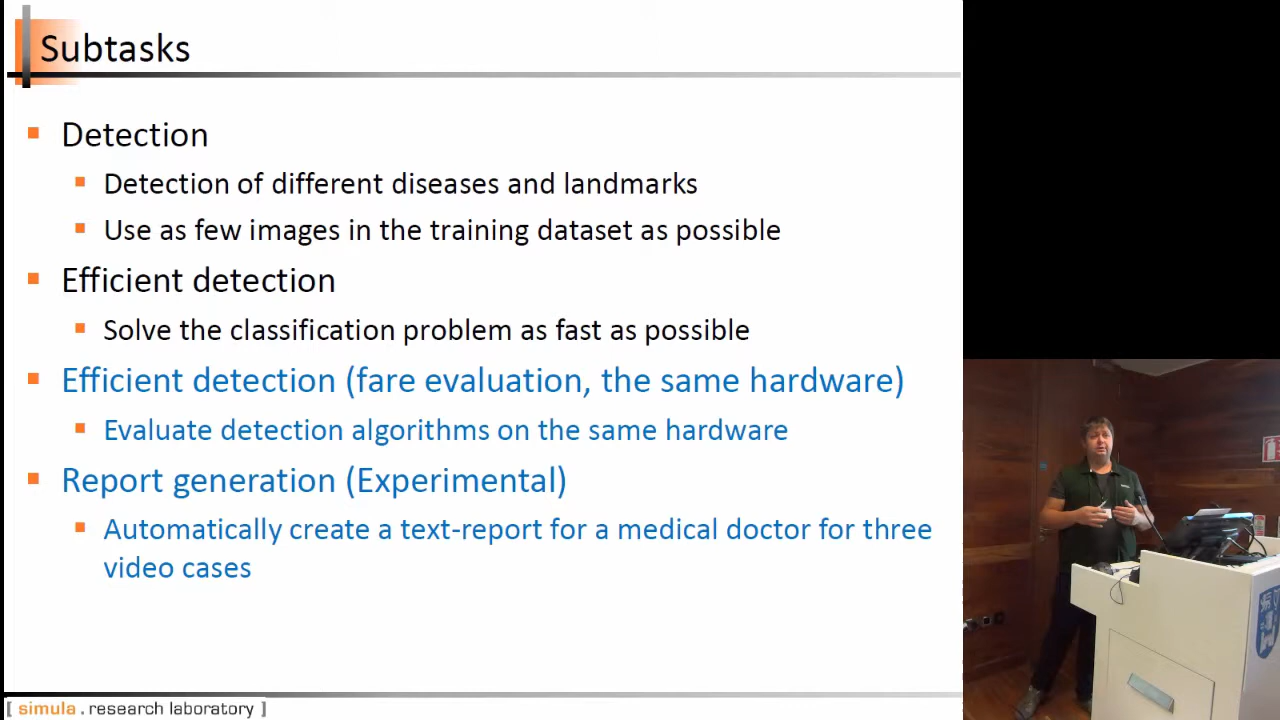 Subtasks
Detection
Detection of different diseases and landmarks
Use as few images in the training dataset as possible
Efficient detection
Solve the classification problem as fast as possible
Efficient detection (fare evaluation, the same hardware)
Evaluate detection algorithms on the same hardware
Report generation (Experimental)
Automatically create a text-report for a medical doctor for three
video cases
[ simula . research laboratory ]